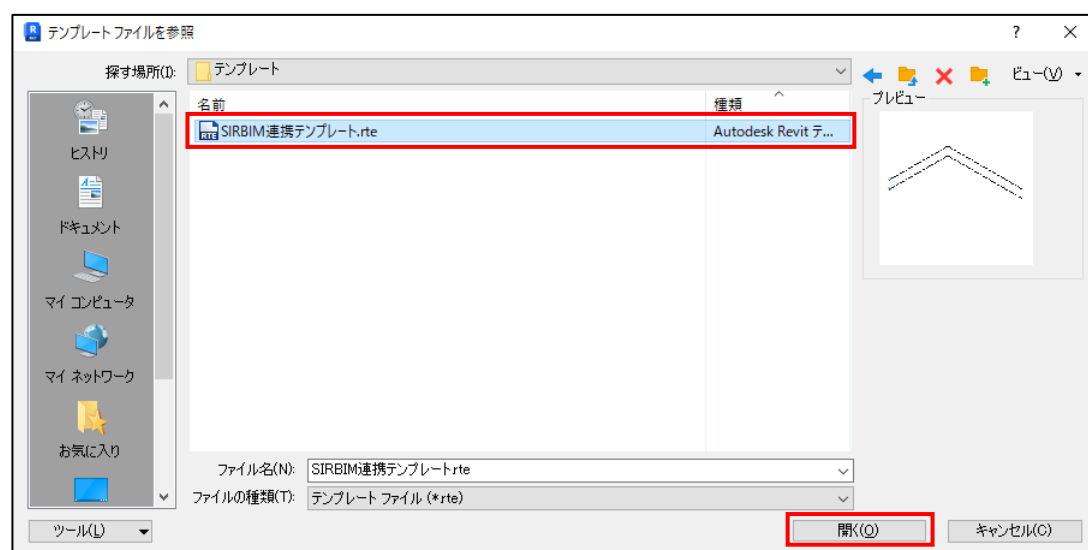 テンプレート ファイルを参照
?
探す場所(I):
テンプレート
ビュー(V)
ヒストリ
ドキュメント
マイ コンピュータ
マイ ネットワーク
お気に入り
名前
種類
SIRBIM連携テンプレート.rte
Autodesk Revit テ...
プレビュー
ファイル名(N):
SIRBIM連携テンプレート.rte
ファイルの種類(T):
テンプレート ファイル (*.rte)
ツール(L)
開く(O)
キャンセル(C)